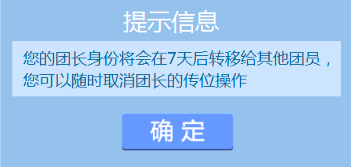 提示信息
您的团长身份将会在7天后转移给其他团员，
您可以随时取消团长的传位操作
确 定